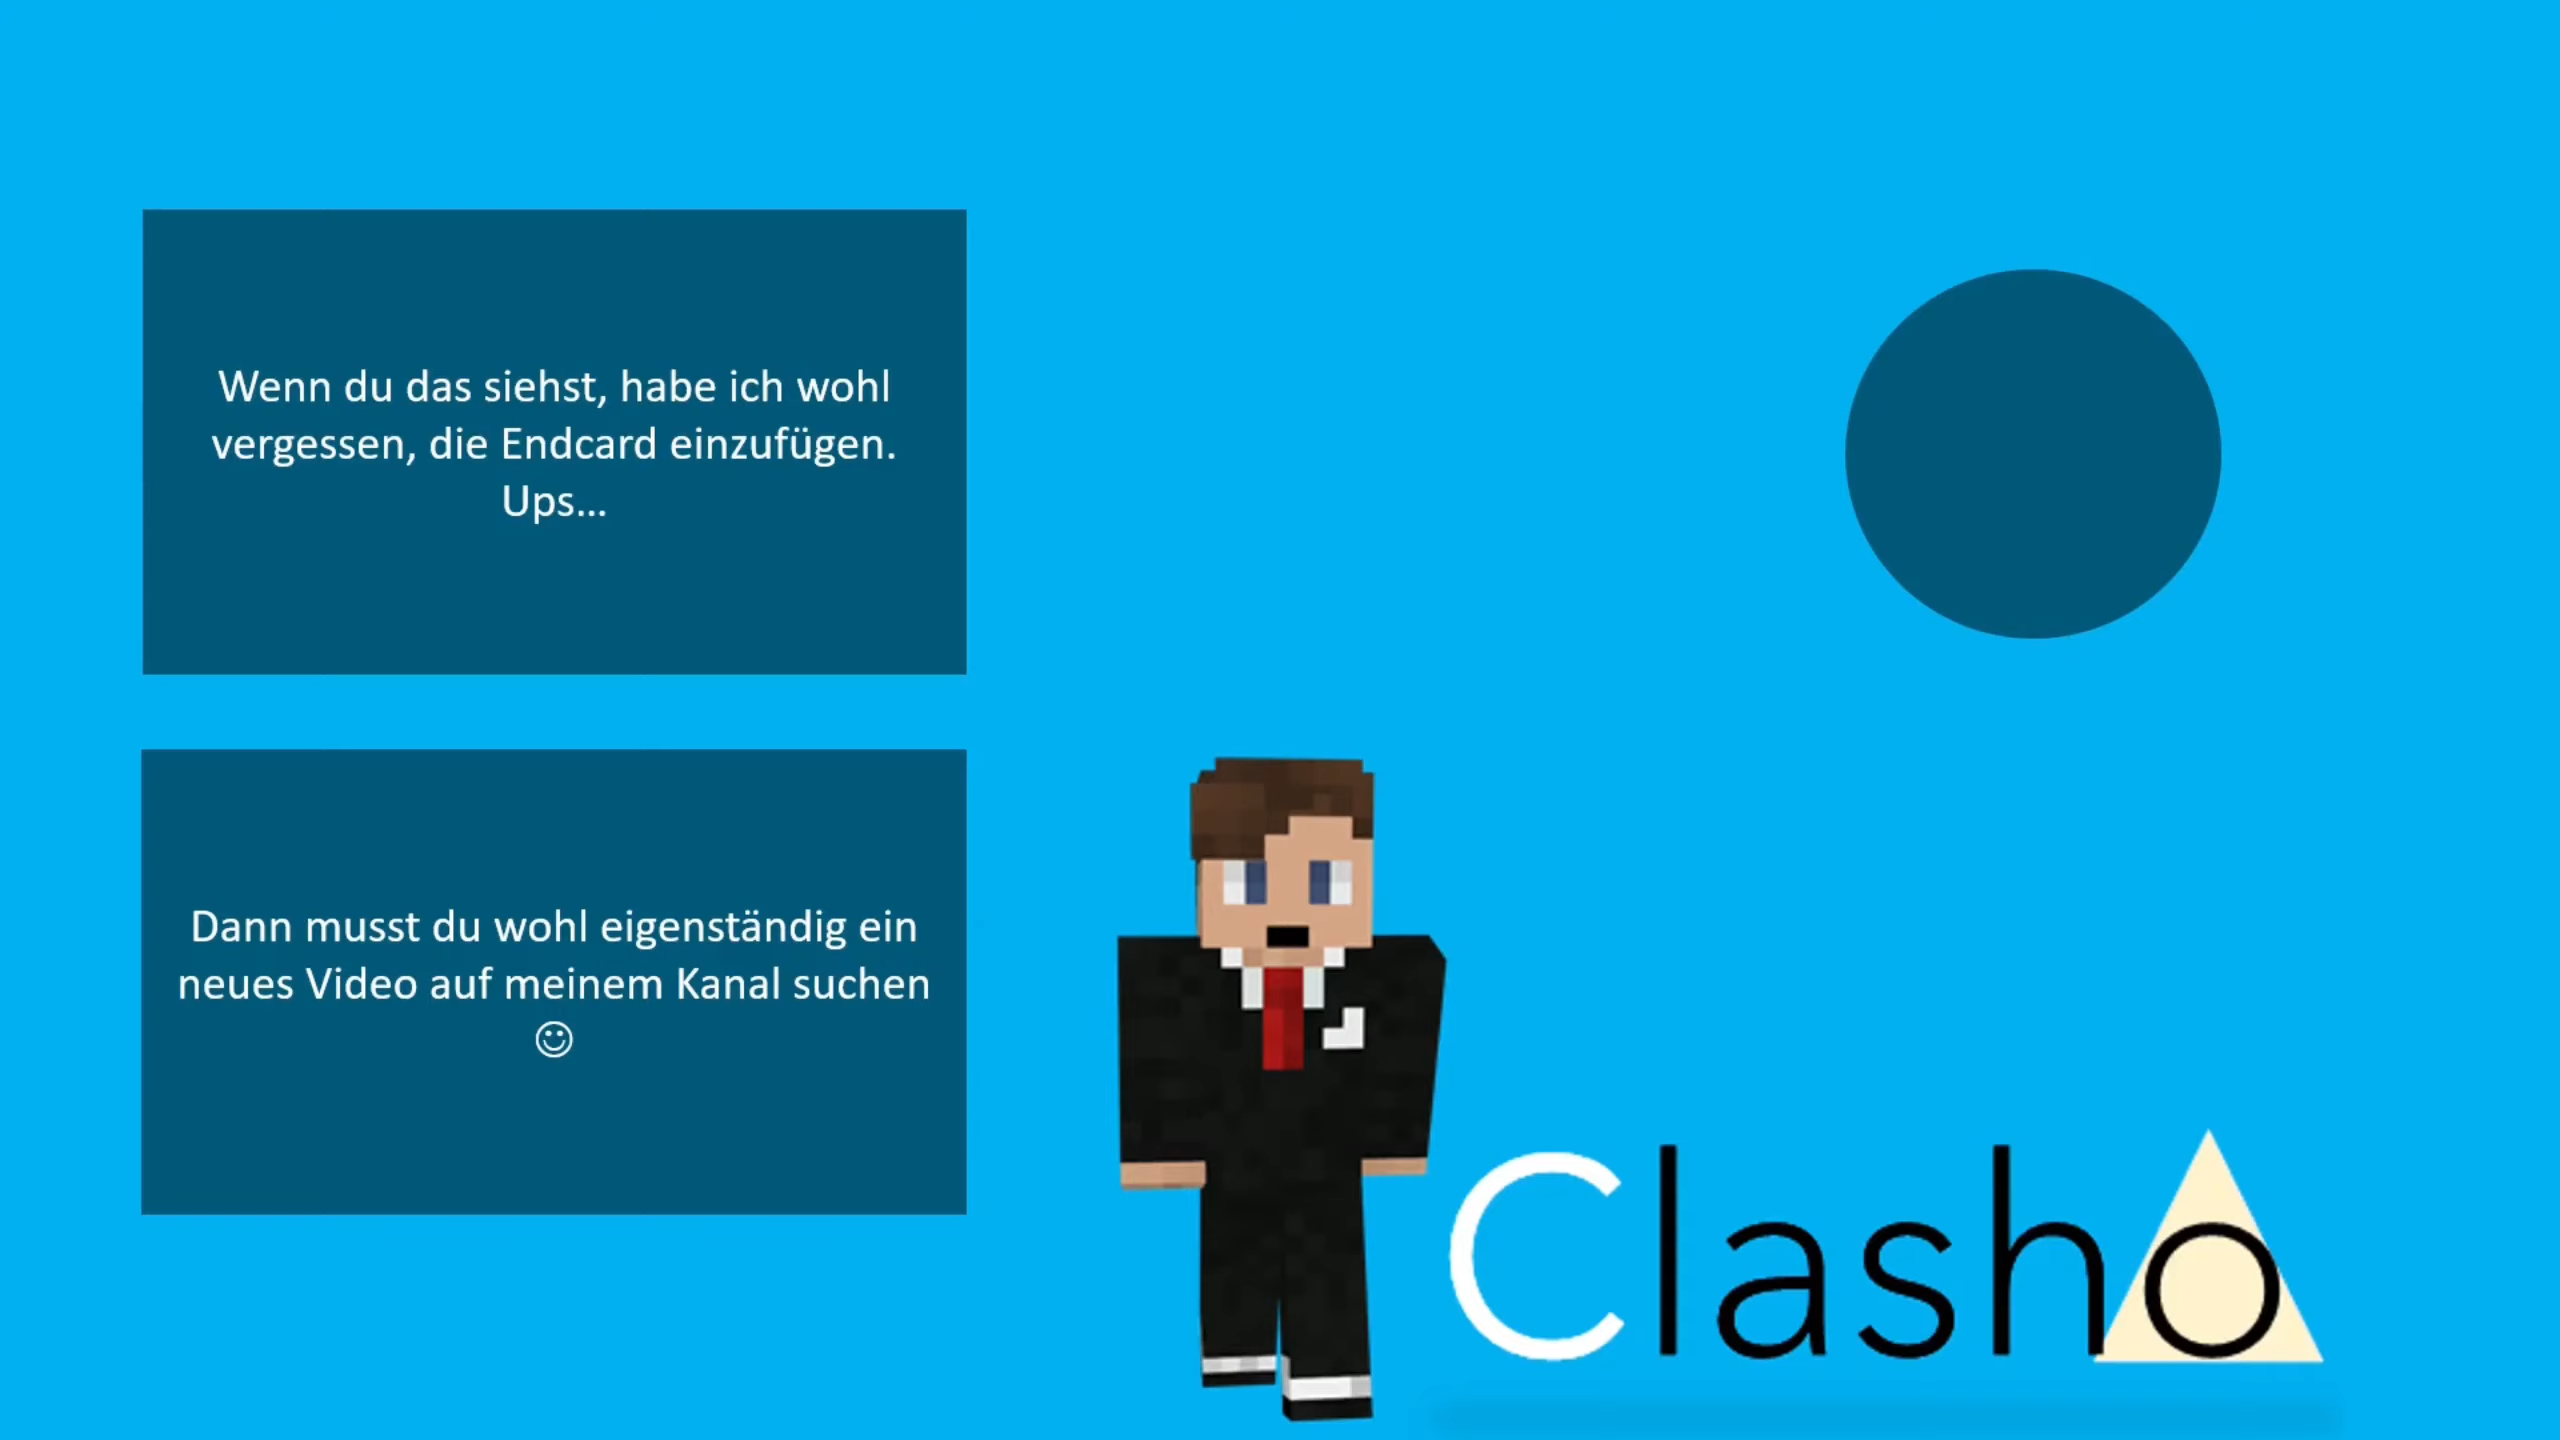 Wenn du das siehst, habe ich wohl
vergessen, die Endcard einzufügen.
Ups...
Dann musst du wohl eigenständig ein
neues Video auf meinem Kanal suchen
☺
Clasho